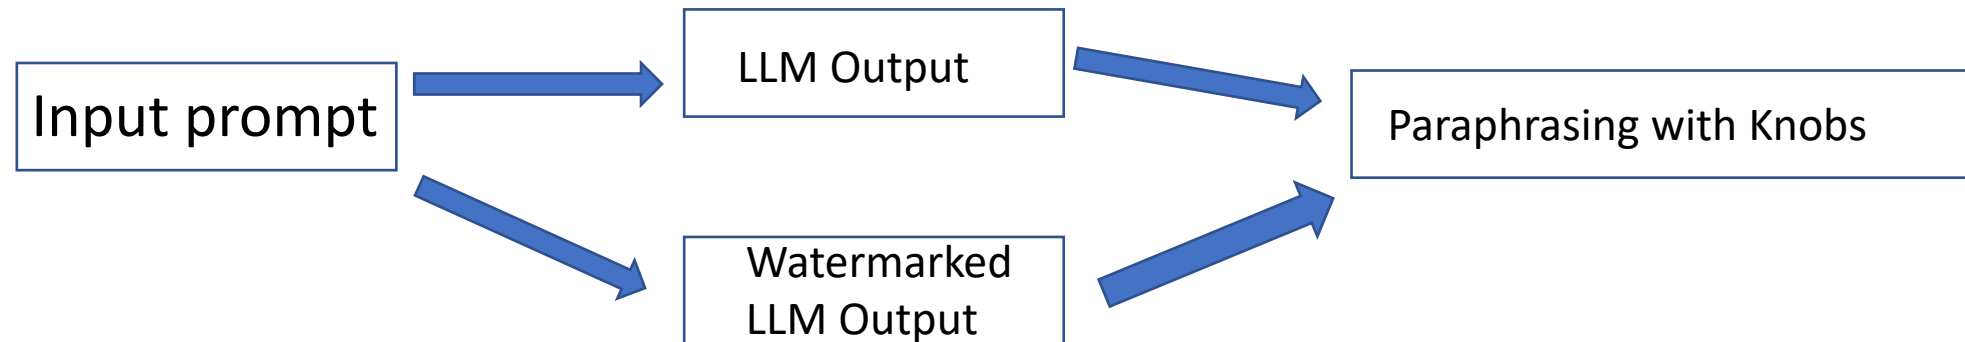 Input prompt
LLM Output
Watermarked
LLM Output
Paraphrasing with Knobs